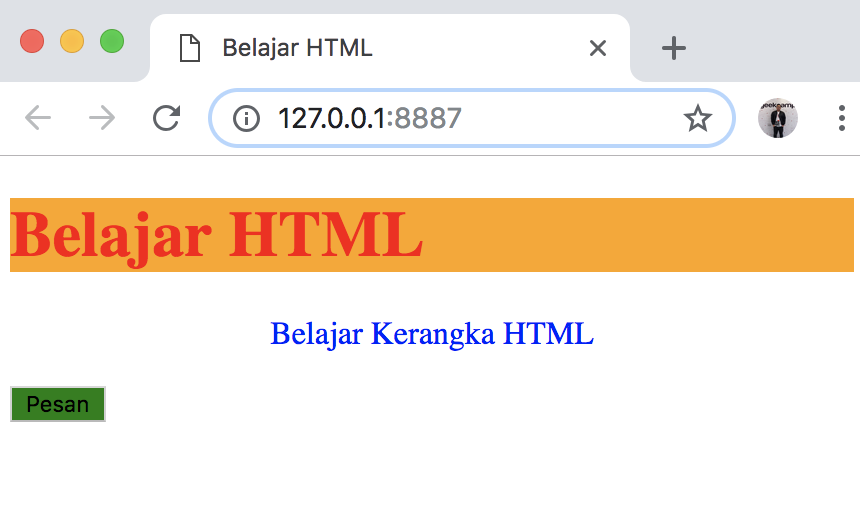 Belajar HTML
127.0.0.1:8887
Belajar HTML
Belajar Kerangka HTML
Pesan